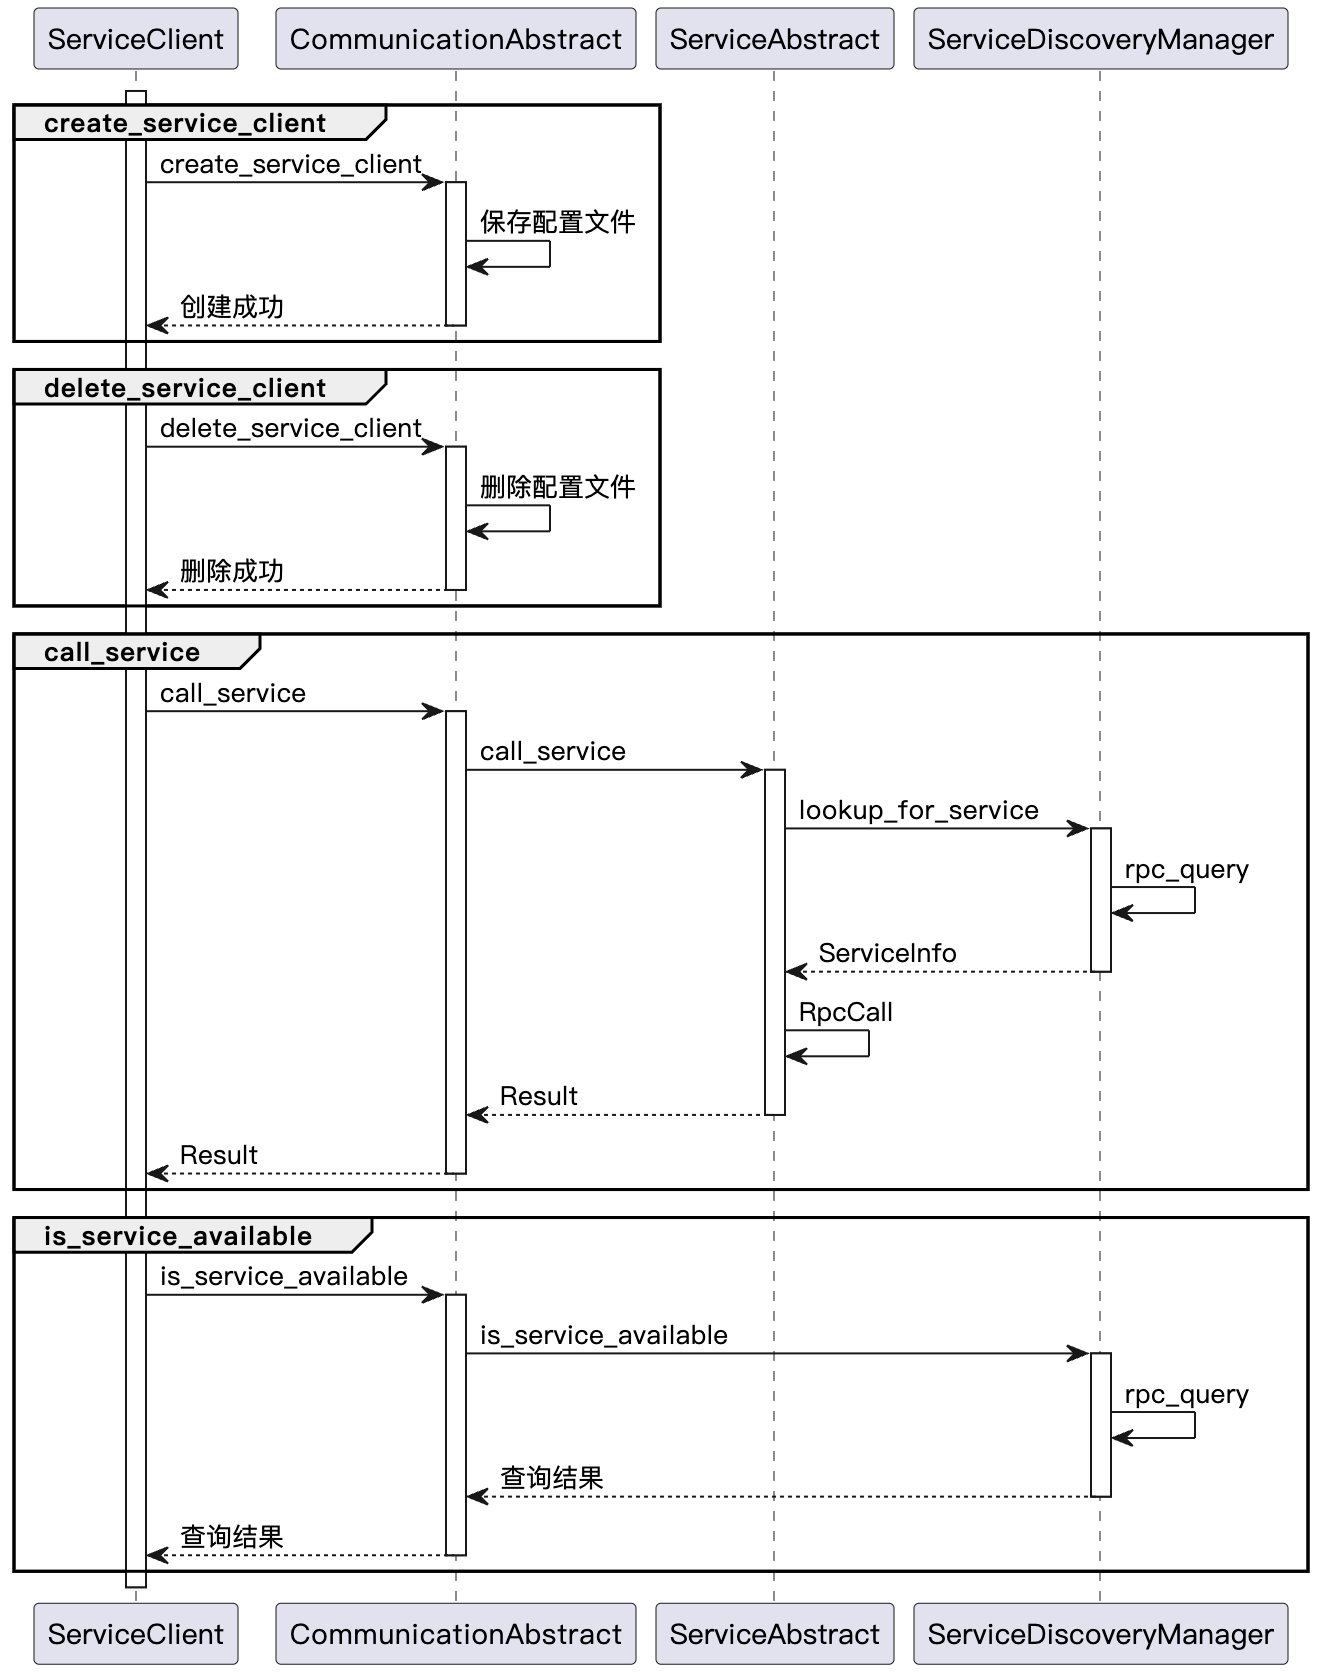 ServiceClient
CommunicationAbstract
ServiceAbstract
ServiceDiscoveryManager
create_service_client
create_service_client
保存配置文件
创建成功
delete_service_client
delete_service_client
删除配置文件
删除成功
call_service
call_service
call_service
lookup_for_service
rpc_query
ServiceInfo
RpcCall
Result
Result
is_service_available
is_service_available
is_service_available
rpc_query
查询结果
查询结果
ServiceClient
CommunicationAbstract
ServiceAbstract
ServiceDiscoveryManager